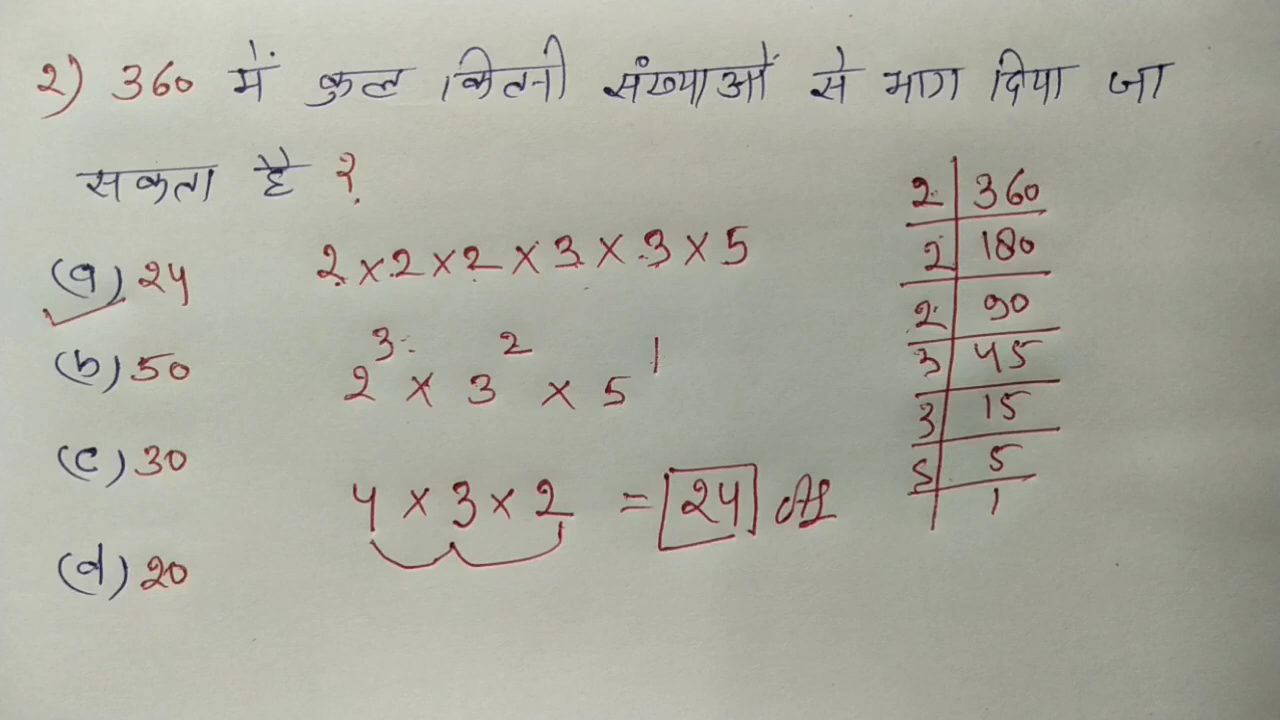 २) 360 में कुल कितनी संख्याओं से भाग दिया जा
सकता है ?
(a) 24
(b) 50
(c) 30
(d) 20
2 × 2 × 2 × 3 × 3 × 5
2³ × 3² × 5¹
4 × 3 × 2 = 24 Ans
2 | 360
2 | 180
2 | 90
3 | 45
3 | 15
5 | 5
| 1